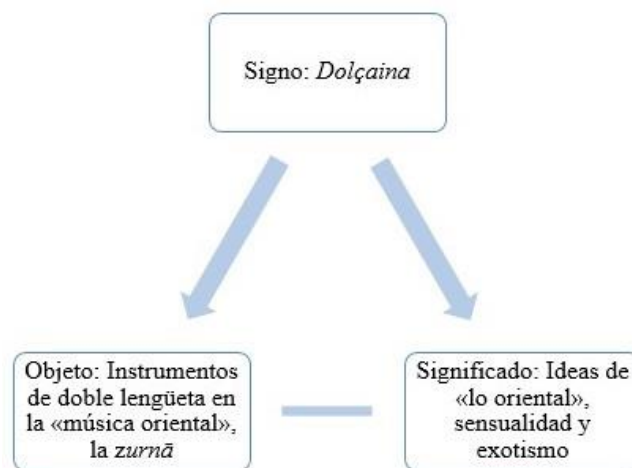 Signo: Dolçaina
Objeto: Instrumentos
de doble lengüeta en
la «música oriental»,
la zurnā
Significado: Ideas de
«lo oriental»,
sensualidad y
exotismo